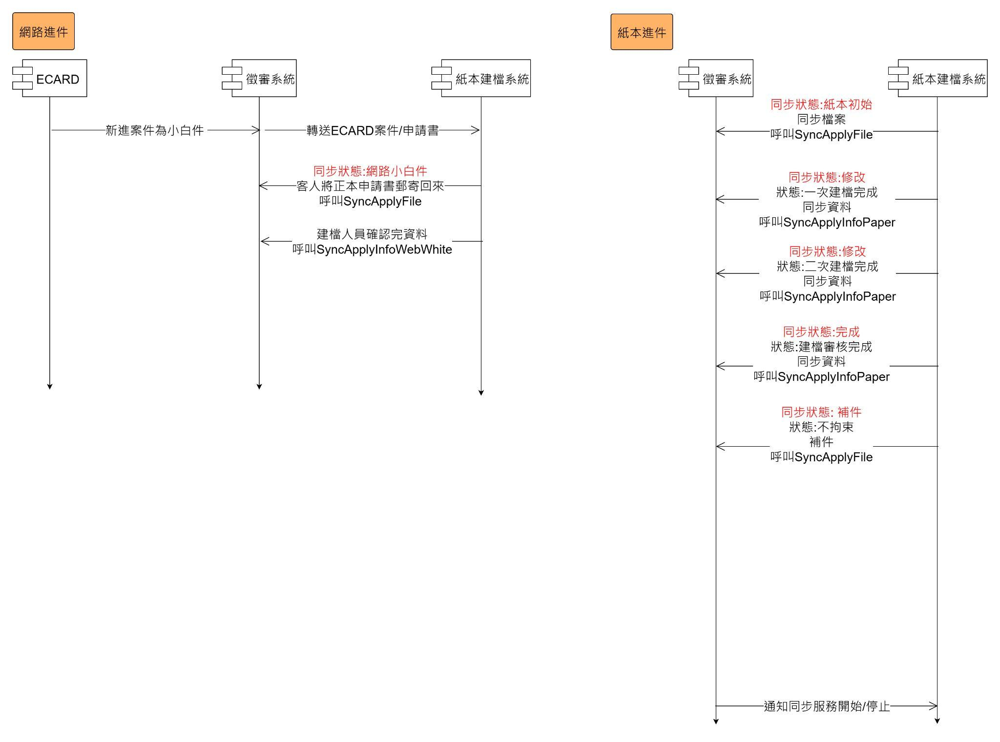 網路進件
ECARD
徵審系統
紙本建檔系統
新進案件為小白件
轉送ECARD案件/申請書
同步狀態:網路小白件
客人將正本申請書郵寄回來
呼叫SyncApplyFile
建檔人員確認完資料
呼叫SyncApplyInfoWebWhite
紙本進件
徵審系統
紙本建檔系統
同步狀態:紙本初始
同步檔案
呼叫SyncApplyFile
同步狀態:修改
狀態:一次建檔完成
同步資料
呼叫SyncApplyInfoPaper
同步狀態:修改
狀態:二次建檔完成
同步資料
呼叫SyncApplyInfoPaper
同步狀態:完成
狀態:建檔審核完成
同步資料
呼叫SyncApplyInfoPaper
同步狀態: 補件
狀態:不拘束
補件
呼叫SyncApplyFile
通知同步服務開始/停止